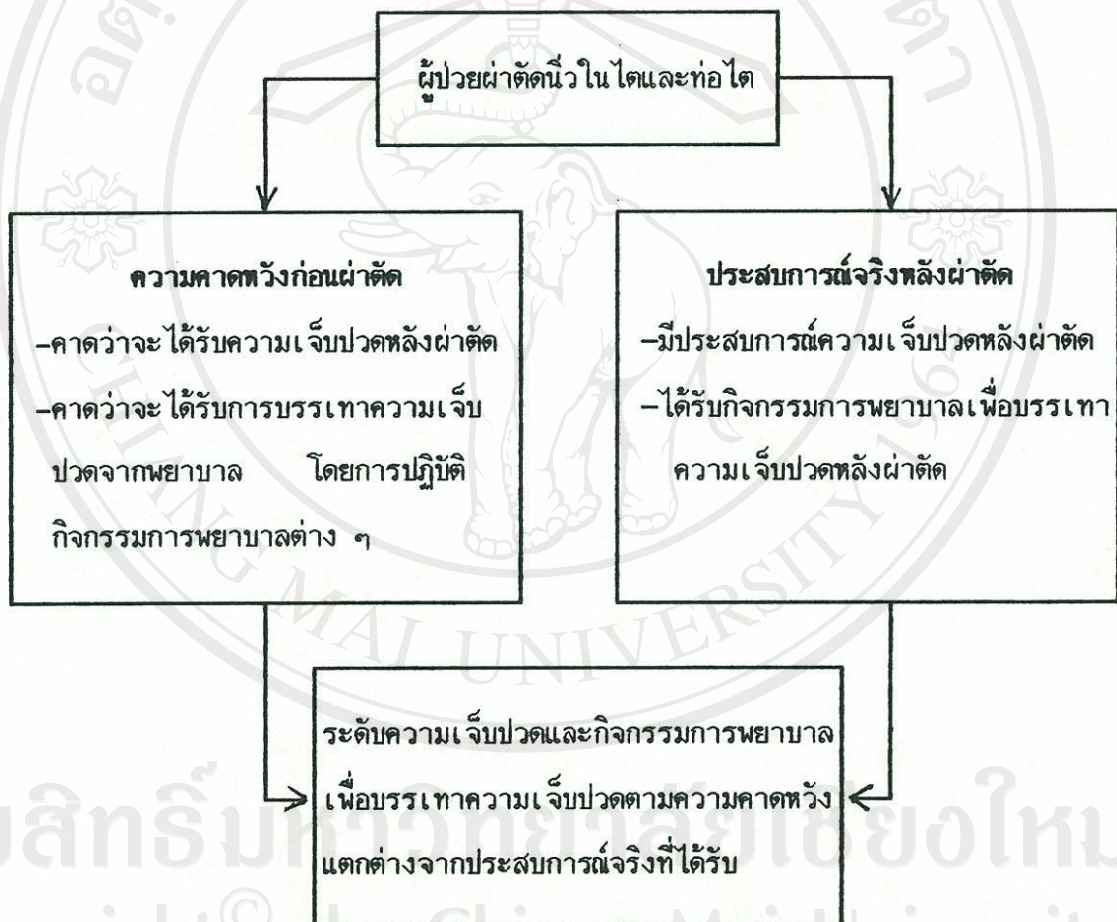 ผู้ป่วยผ่าตัดนิ่วในไตและท่อไต
ความคาดหวังก่อนผ่าตัด
-คาดว่าจะได้รับความเจ็บปวดหลังผ่าตัด
-คาดว่าจะได้รับการบรรเทาความเจ็บ
ปวดจากพยาบาล โดยการปฏิบัติ
กิจกรรมการพยาบาลต่าง ๆ
ประสบการณ์จริงหลังผ่าตัด
-มีประสบการณ์ความเจ็บปวดหลังผ่าตัด
-ได้รับกิจกรรมการพยาบาลเพื่อบรรเทา
ความเจ็บปวดหลังผ่าตัด
ระดับความเจ็บปวดและกิจกรรมการพยาบาล
เพื่อบรรเทาความเจ็บปวดตามความคาดหวัง
แตกต่างจากประสบการณ์จริงที่ได้รับ
CHIANG MAI UNIVERSITY 1964